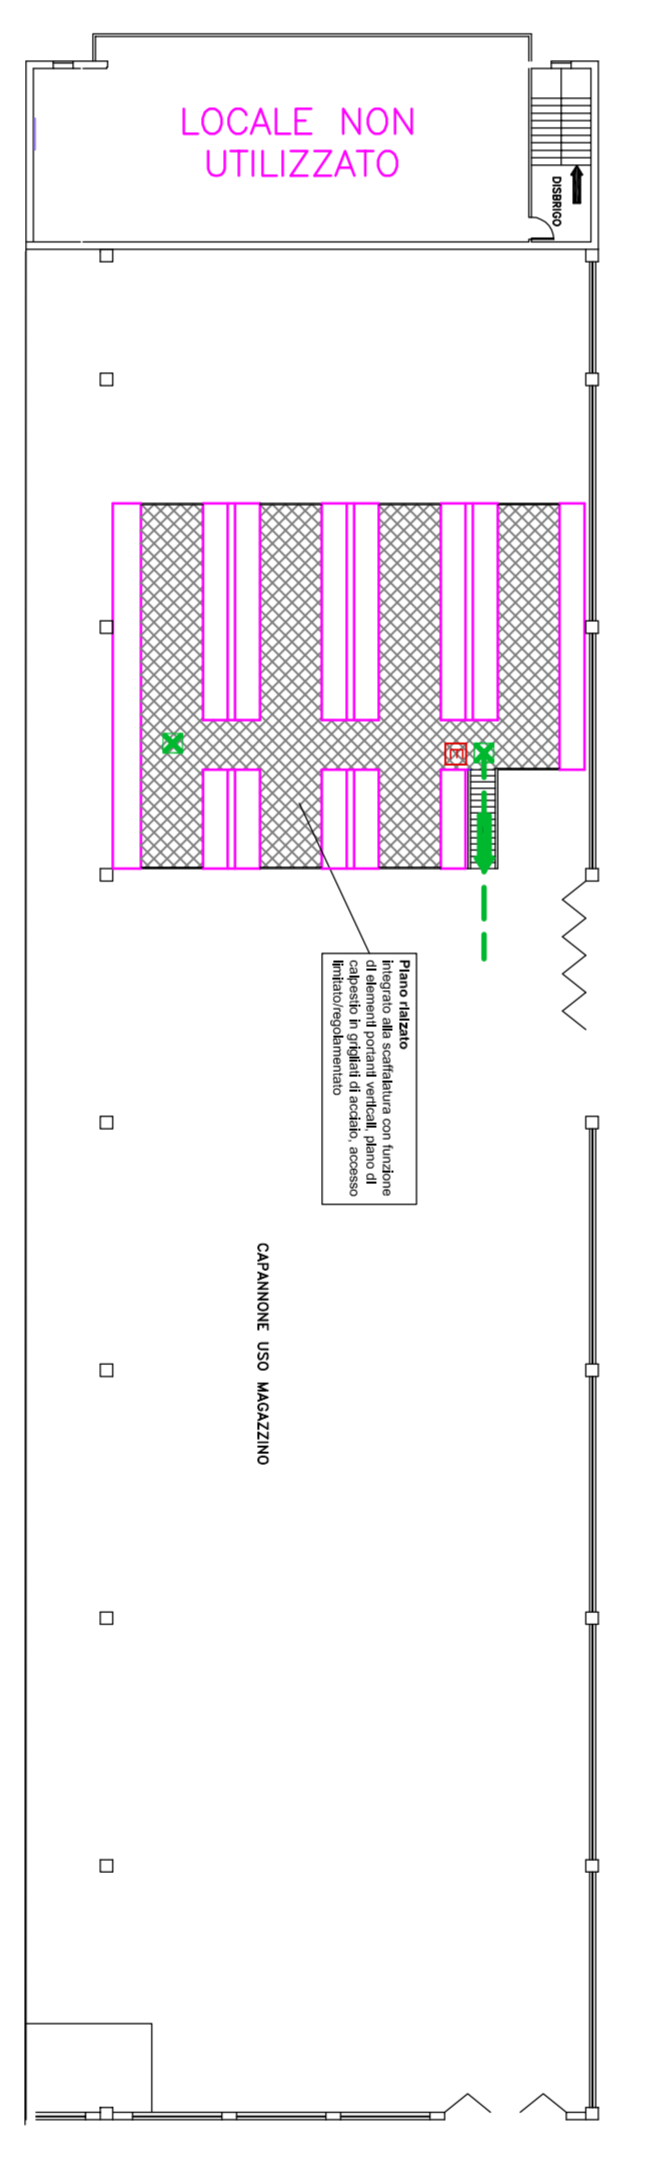 LOCALE NON
UTILIZZATO
DISBRIGO
E
Piano rialzato
integrato alla scaffalatura con funzione
di elementi portanti verticali, piano di
calpestio in grigliati di acciaio, accesso
limitato/regolamentato
CAPANNONE USO MAGAZZINO